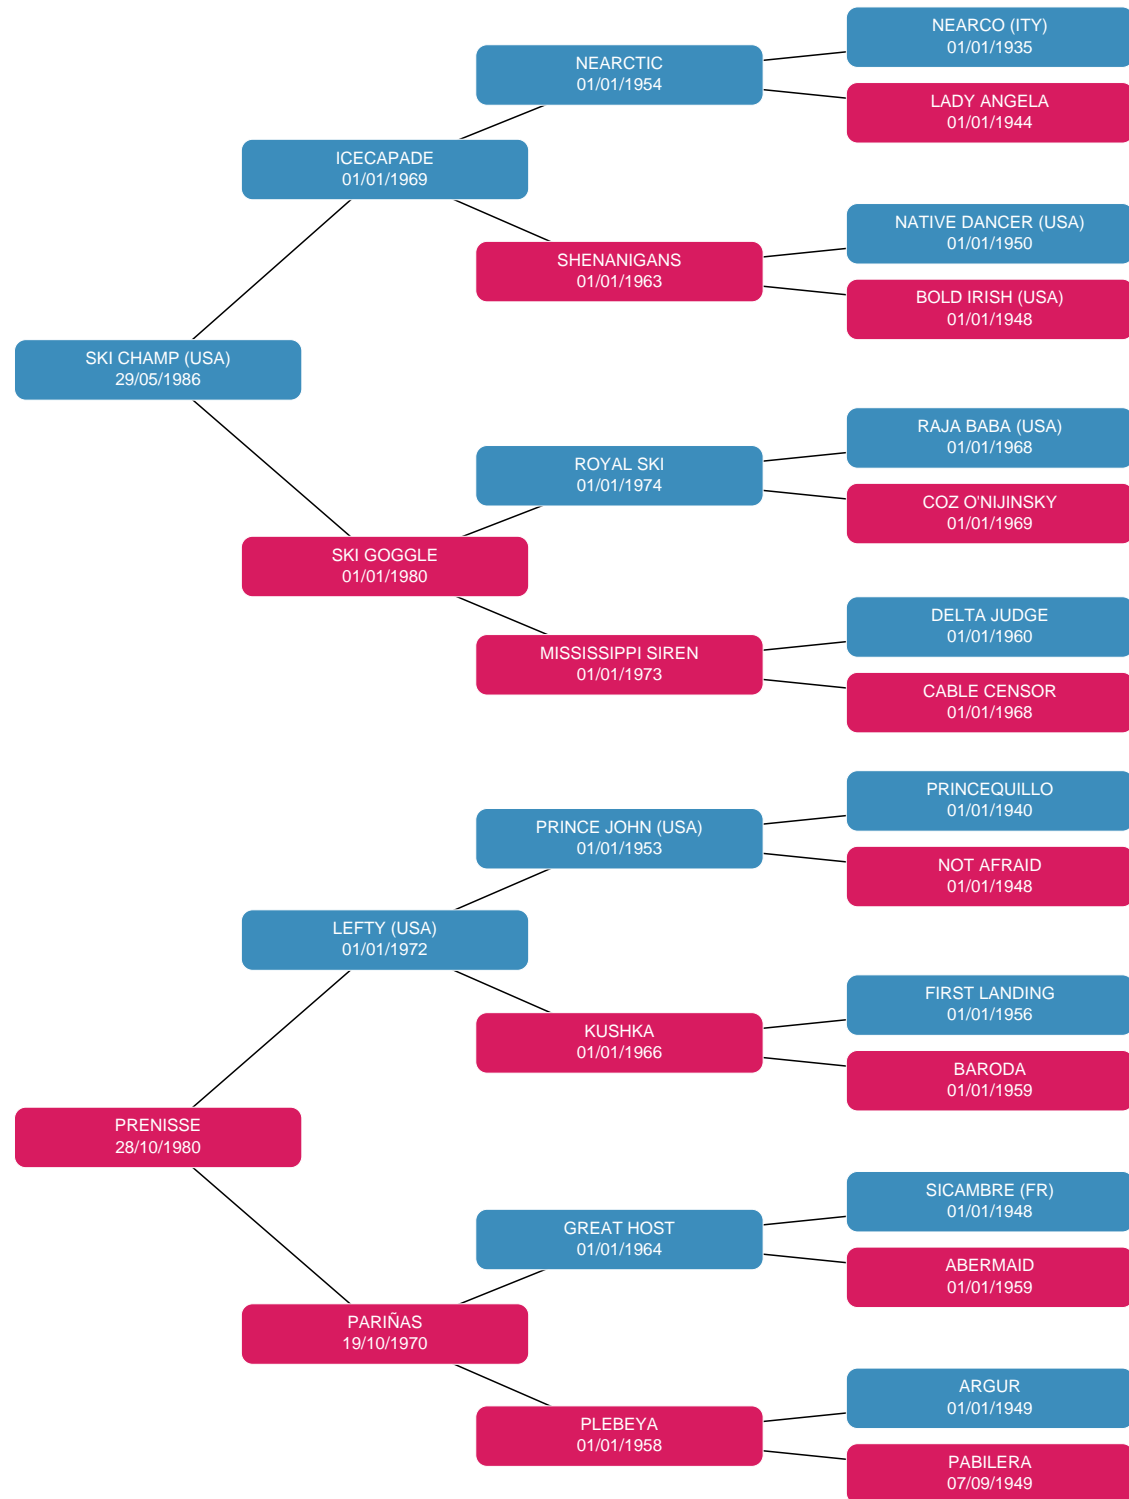 NEARCO (ITY)
01/01/1935
NEARCTIC
01/01/1954
LADY ANGELA
01/01/1944
ICECAPADE
01/01/1969
NATIVE DANCER (USA)
01/01/1950
SHENANIGANS
01/01/1963
BOLD IRISH (USA)
01/01/1948
SKI CHAMP (USA)
29/05/1986
RAJA BABA (USA)
01/01/1968
ROYAL SKI
01/01/1974
COZ O'NIJINSKY
01/01/1969
SKI GOGGLE
01/01/1980
DELTA JUDGE
01/01/1960
MISSISSIPPI SIREN
01/01/1973
CABLE CENSOR
01/01/1968
PRINCEQUILLO
01/01/1940
PRINCE JOHN (USA)
01/01/1953
NOT AFRAID
01/01/1948
LEFTY (USA)
01/01/1972
FIRST LANDING
01/01/1956
KUSHKA
01/01/1966
BARODA
01/01/1959
PRENISSE
28/10/1980
SICAMBRE (FR)
01/01/1948
GREAT HOST
01/01/1964
ABERMAID
01/01/1959
PARIÑAS
19/10/1970
ARGUR
01/01/1949
PLEBEYA
01/01/1958
PABILERA
07/09/1949